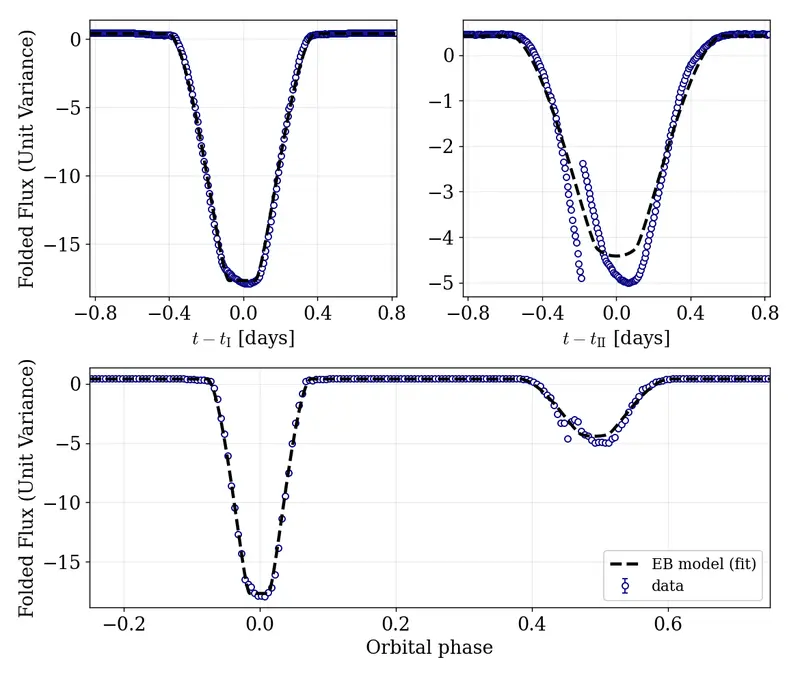 Folded Flux (Unit Variance)
0
−5
−10
−15
−0.8 −0.4 0.0 0.4 0.8
t − tI [days]
0
−1
−2
−3
−4
−5
−0.8 −0.4 0.0 0.4 0.8
t − tII [days]
Folded Flux (Unit Variance)
0
−5
−10
−15
−0.2 0.0 0.2 0.4 0.6
Orbital phase
EB model (fit)
data